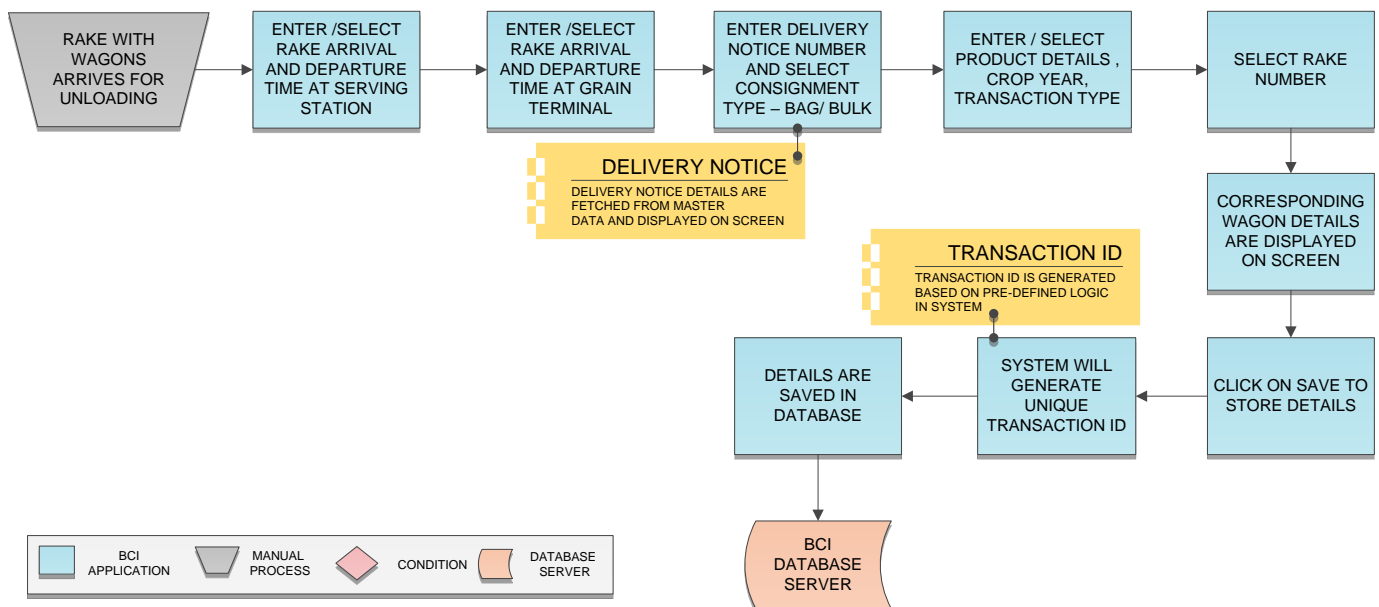 RAKE WITH
WAGONS
ARRIVES FOR
UNLOADING
ENTER /SELECT
RAKE ARRIVAL
AND DEPARTURE
TIME AT SERVING
STATION
ENTER /SELECT
RAKE ARRIVAL
AND DEPARTURE
TIME AT GRAIN
TERMINAL
ENTER DELIVERY
NOTICE NUMBER
AND SELECT
CONSIGNMENT
TYPE – BAG/ BULK
ENTER / SELECT
PRODUCT DETAILS ,
CROP YEAR,
TRANSACTION TYPE
SELECT RAKE
NUMBER
DELIVERY NOTICE
DELIVERY NOTICE DETAILS ARE
FETCHED FROM MASTER
DATA AND DISPLAYED ON SCREEN
CORRESPONDING
WAGON DETAILS
ARE DISPLAYED
ON SCREEN
TRANSACTION ID
TRANSACTION ID IS GENERATED
BASED ON PRE-DEFINED LOGIC
IN SYSTEM
CLICK ON SAVE TO
STORE DETAILS
SYSTEM WILL
GENERATE
UNIQUE
TRANSACTION ID
DETAILS ARE
SAVED IN
DATABASE
BCI
DATABASE
SERVER
BCI
APPLICATION
MANUAL
PROCESS
CONDITION
DATABASE
SERVER